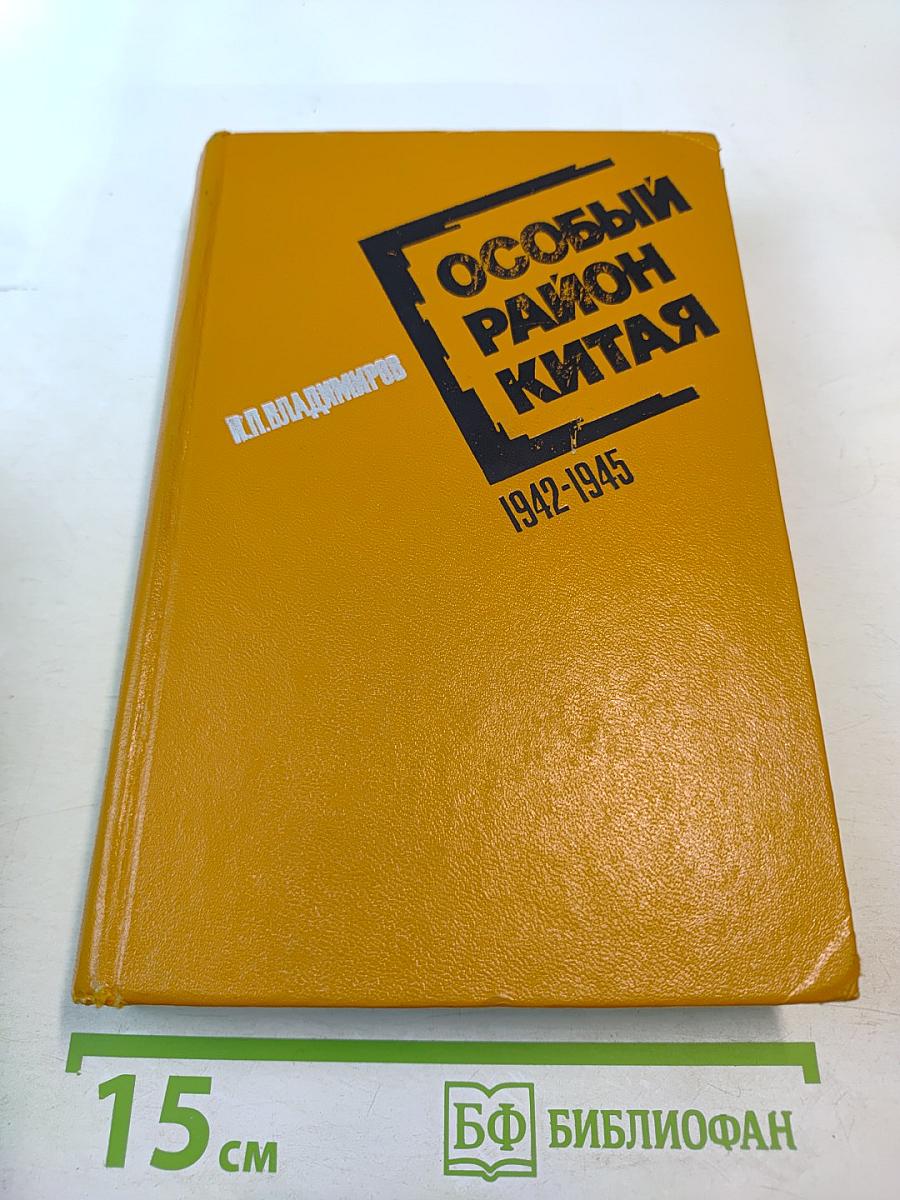 ОСОБЫЙ
РАЙОН
КИТАЯ
П.П.ВЛАДИМИРОВ
1942-1945
15 см
БФ БИБЛИОФАН